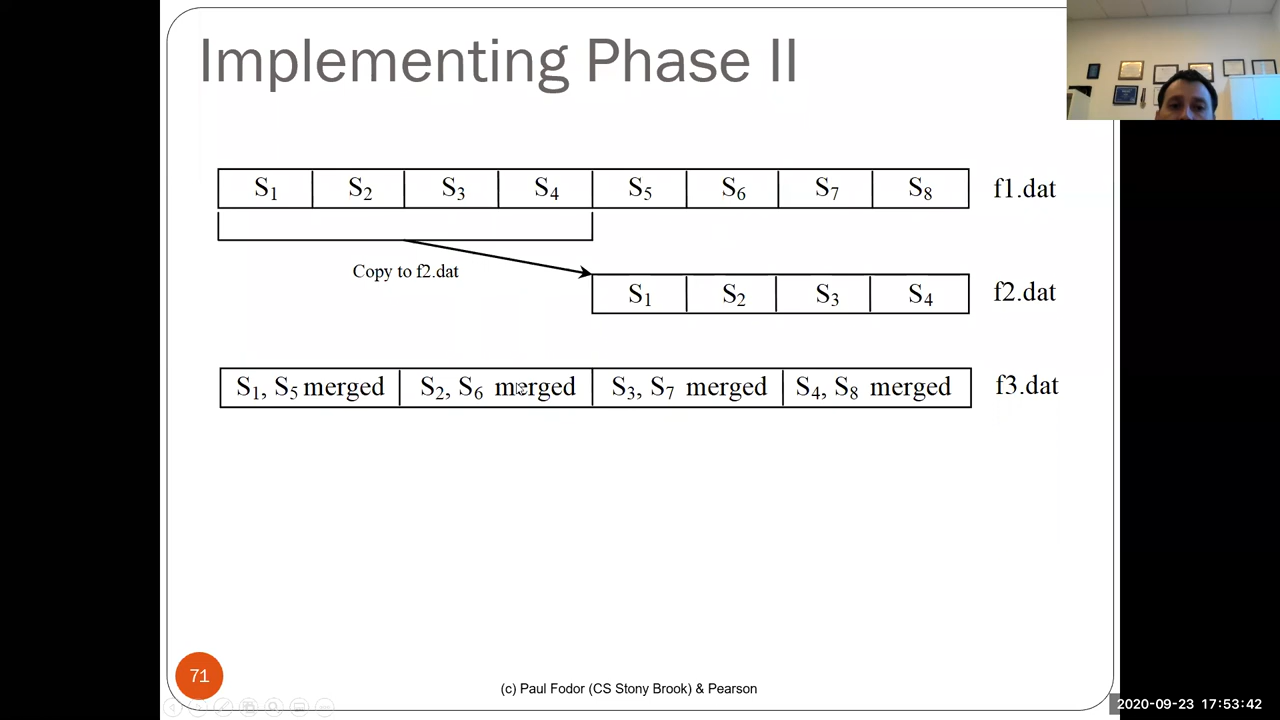 Implementing Phase II
S₁ S₂ S₃ S₄ S₅ S₆ S₇ S₈ f1.dat
Copy to f2.dat
S₁ S₂ S₃ S₄ f2.dat
S₁, S₅ merged S₂, S₆ merged S₃, S₇ merged S₄, S₈ merged f3.dat
71
(c) Paul Fodor (CS Stony Brook) & Pearson
2020-09-23 17:53:42